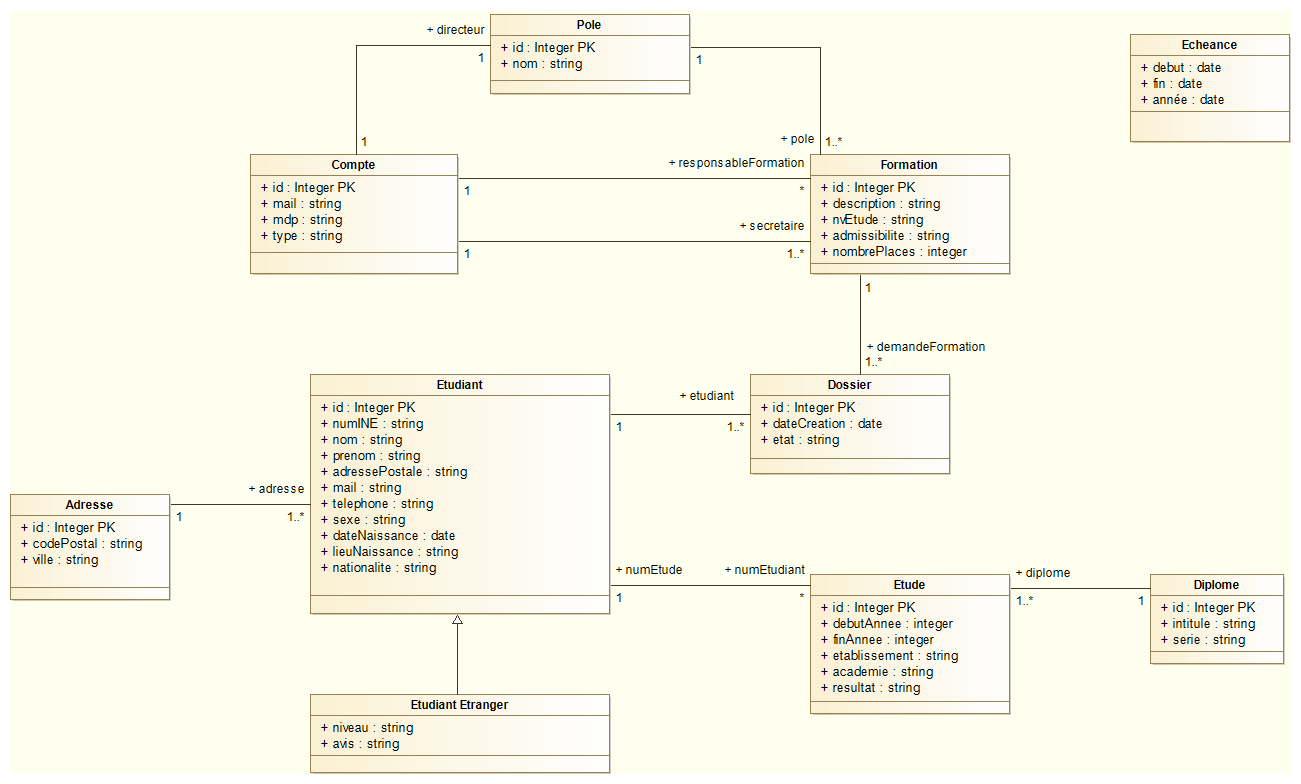 Pole
+ id : Integer PK
+ nom : string
+ directeur
1
1
1
+ pole
1..*
Echeance
+ debut : date
+ fin : date
+ année : date
Compte
+ id : Integer PK
+ mail : string
+ mdp : string
+ type : string
+ responsableFormation
1
*
+ secretaire
1
1..*
Formation
+ id : Integer PK
+ description : string
+ nvEtude : string
+ admissibilite : string
+ nombrePlaces : integer
1
+ demandeFormation
1..*
Etudiant
+ id : Integer PK
+ numINE : string
+ nom : string
+ prenom : string
+ adressePostale : string
+ mail : string
+ telephone : string
+ sexe : string
+ dateNaissance : date
+ lieuNaissance : string
+ nationalite : string
+ etudiant
1
1..*
Dossier
+ id : Integer PK
+ dateCreation : date
+ etat : string
Adresse
+ id : Integer PK
+ codePostal : string
+ ville : string
+ adresse
1
1..*
+ numEtude
+ numEtudiant
1
*
Etude
+ id : Integer PK
+ debutAnnee : integer
+ finAnnee : integer
+ etablissement : string
+ academie : string
+ resultat : string
+ diplome
1..*
1
Diplome
+ id : Integer PK
+ intitule : string
+ serie : string
Etudiant Etranger
+ niveau : string
+ avis : string